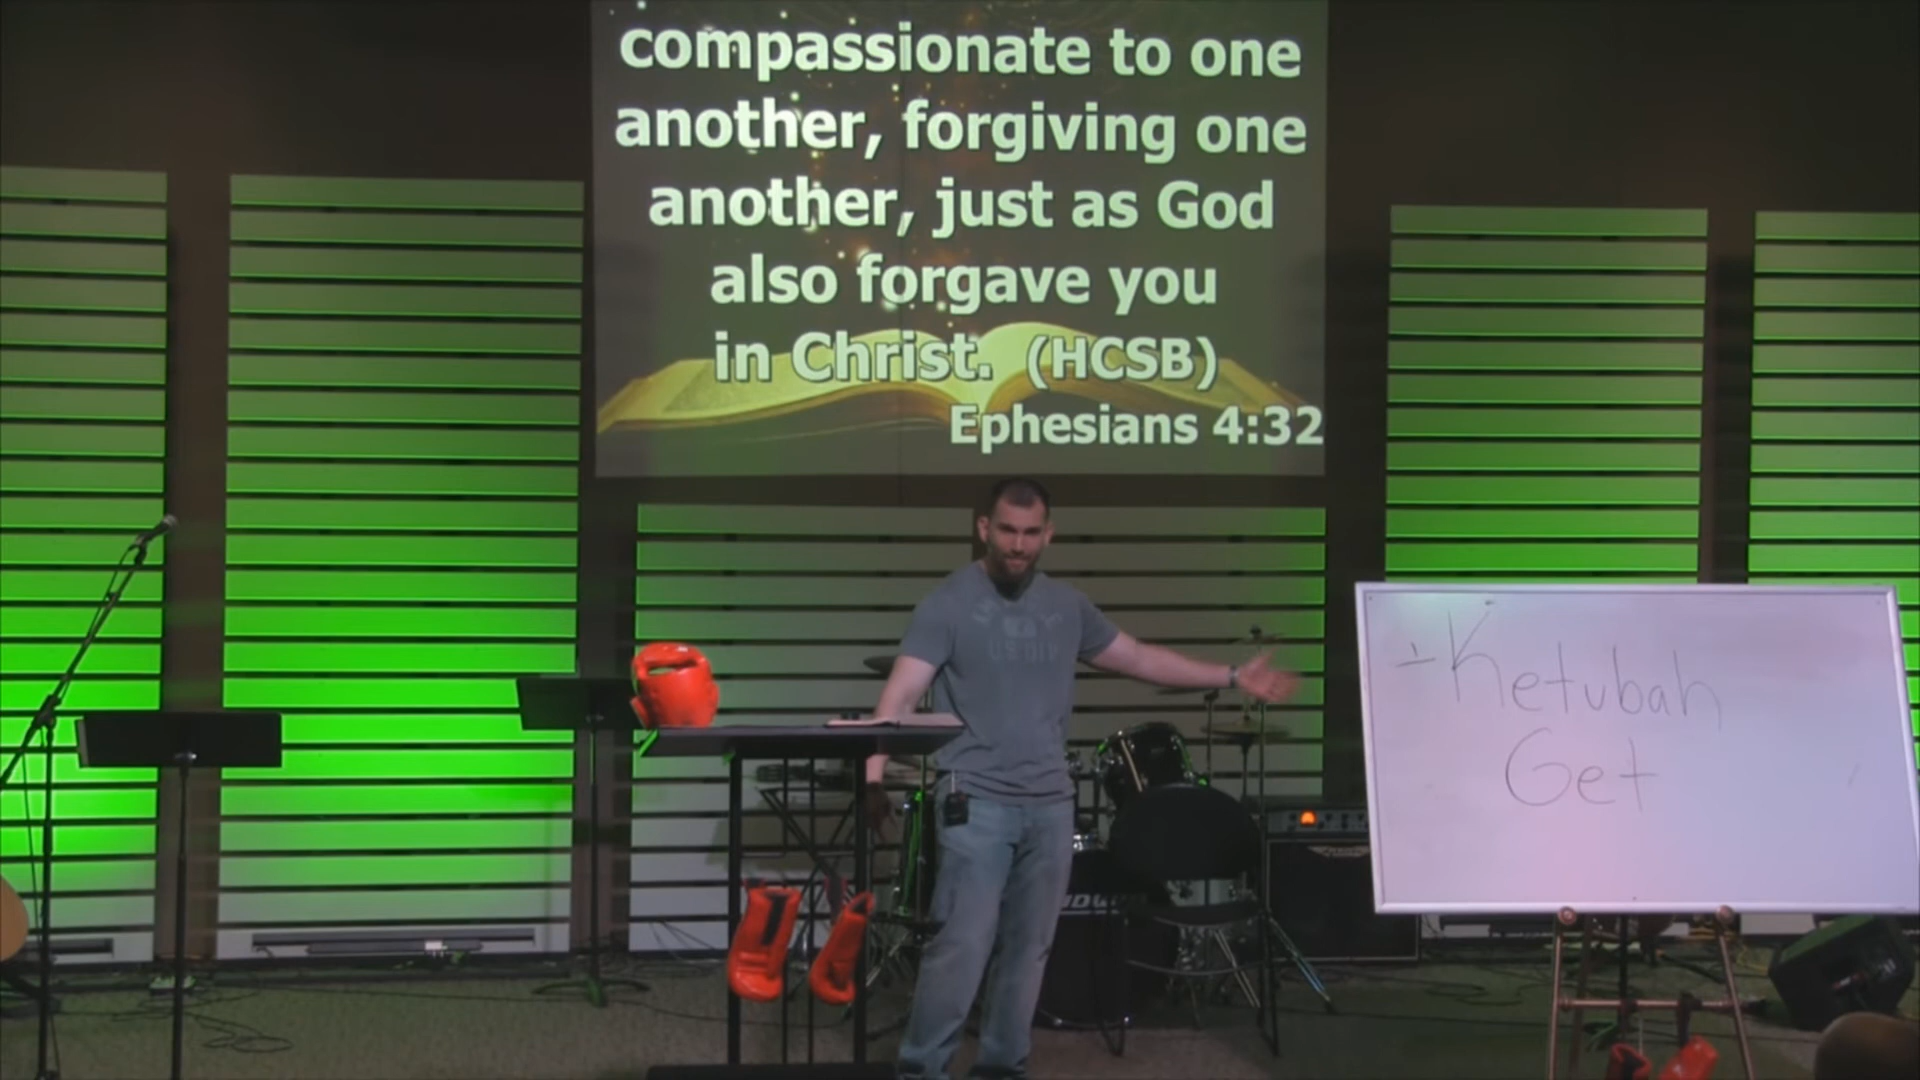 compassionate to one
another, forgiving one
another, just as God
also forgave you
in Christ. (HCSB)
Ephesians 4:32
-Ketubah
Get